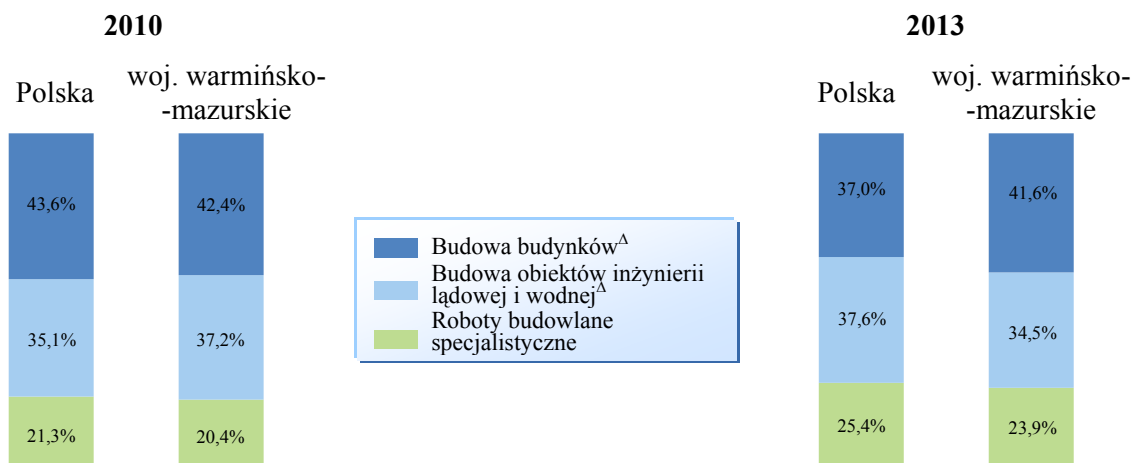 2010
Polska
woj. warmińsko-
-mazurskie
43,6%
42,4%
35,1%
37,2%
21,3%
20,4%
Budowa budynków^Δ
Budowa obiektów inżynierii
lądowej i wodnej^Δ
Roboty budowlane
specjalistyczne
2013
Polska
woj. warmińsko-
-mazurskie
37,0%
41,6%
37,6%
34,5%
25,4%
23,9%